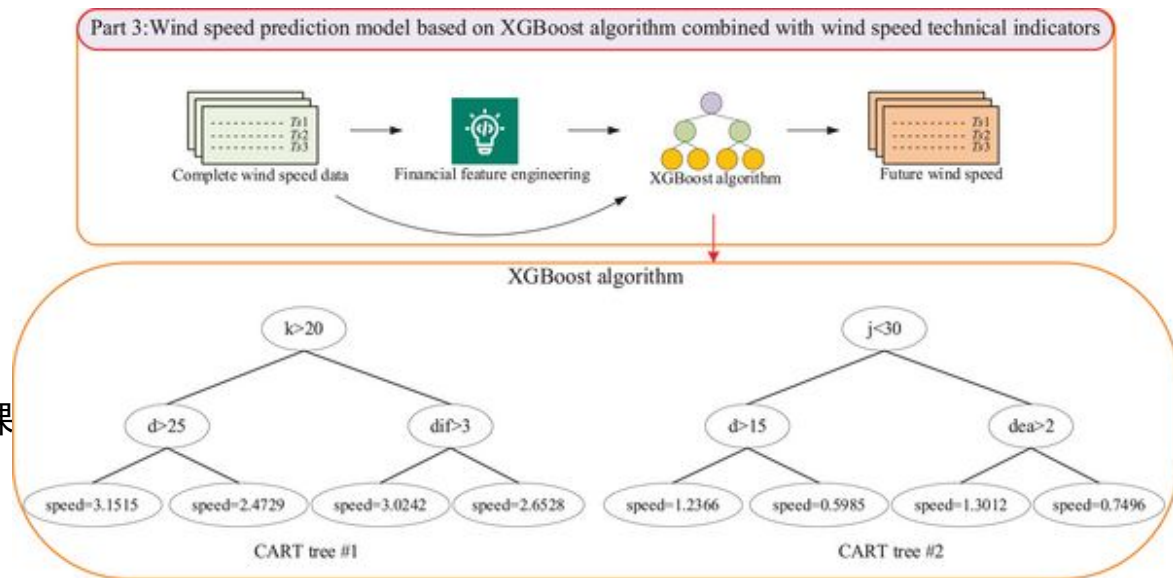 Part 3:Wind speed prediction model based on XGBoost algorithm combined with wind speed technical indicators
Ts1
Ts2
Ts3
Complete wind speed data
Financial feature engineering
XGBoost algorithm
Ts1
Ts2
Ts3
Future wind speed
XGBoost algorithm
k>20
j<30
d>25
dif>3
d>15
dea>2
speed=3.1515
speed=2.4729
speed=3.0242
speed=2.6528
speed=1.2366
speed=0.5985
speed=1.3012
speed=0.7496
CART tree #1
CART tree #2